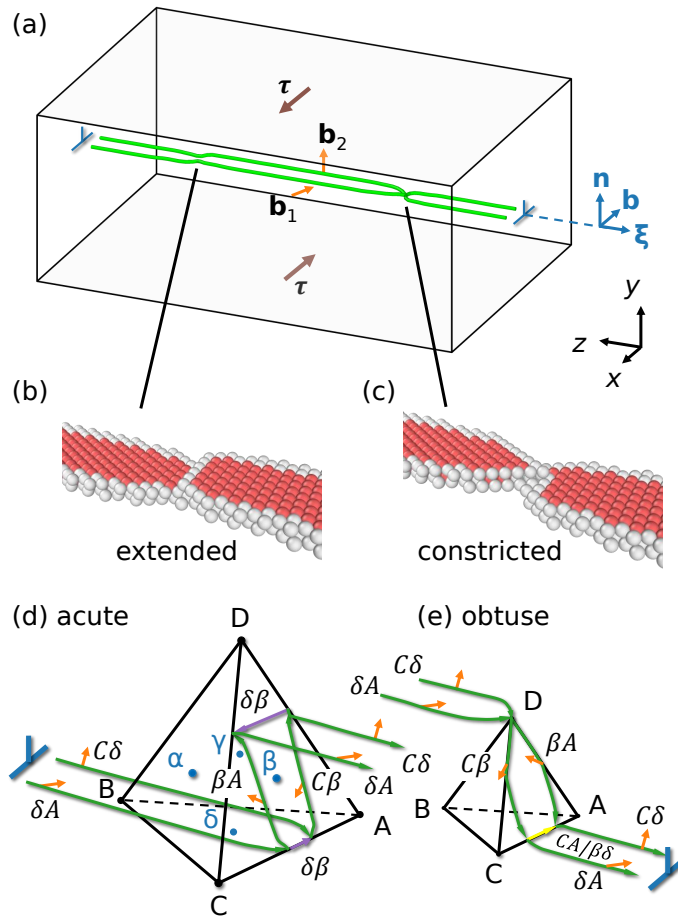 (a)
τ
b₂
b₁
τ
n
b
ξ
y
z
x
(b)
(c)
extended
constricted
(d) acute
(e) obtuse
D
Cδ
δA
D
δβ
Cδ
γ
α
β
βA
Cβ
Cδ
δA
B
δA
δ
A
δβ
C
Cβ
βA
B
A
Cδ
CA/βδ
C
δA